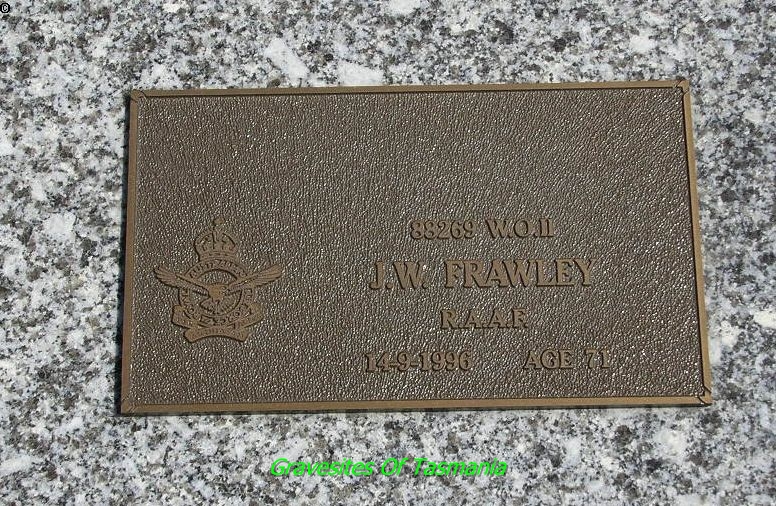 ©
88269 W.O.II
J.W. FRAWLEY
R.A.A.F.
14-9-1996 AGE 71
Gravesites Of Tasmania